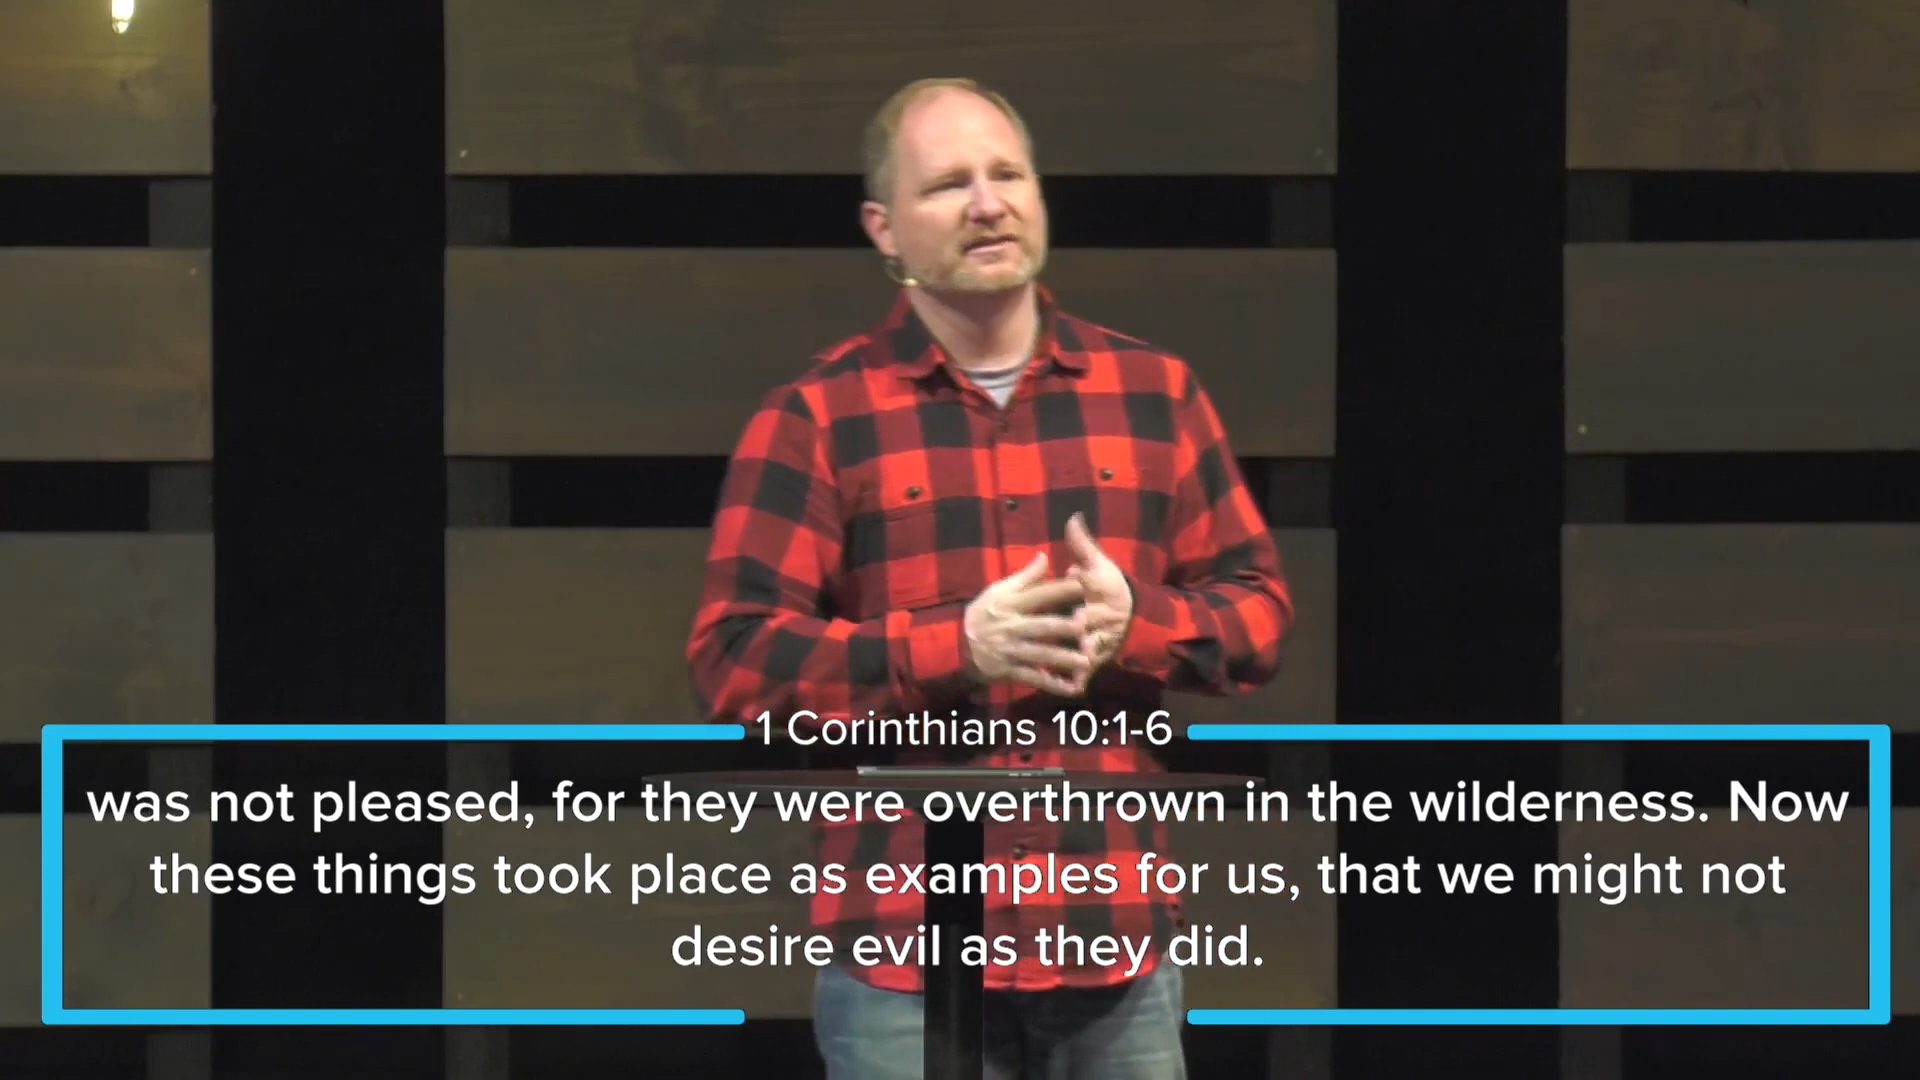 1 Corinthians 10:1-6
was not pleased, for they were overthrown in the wilderness. Now
these things took place as examples for us, that we might not
desire evil as they did.